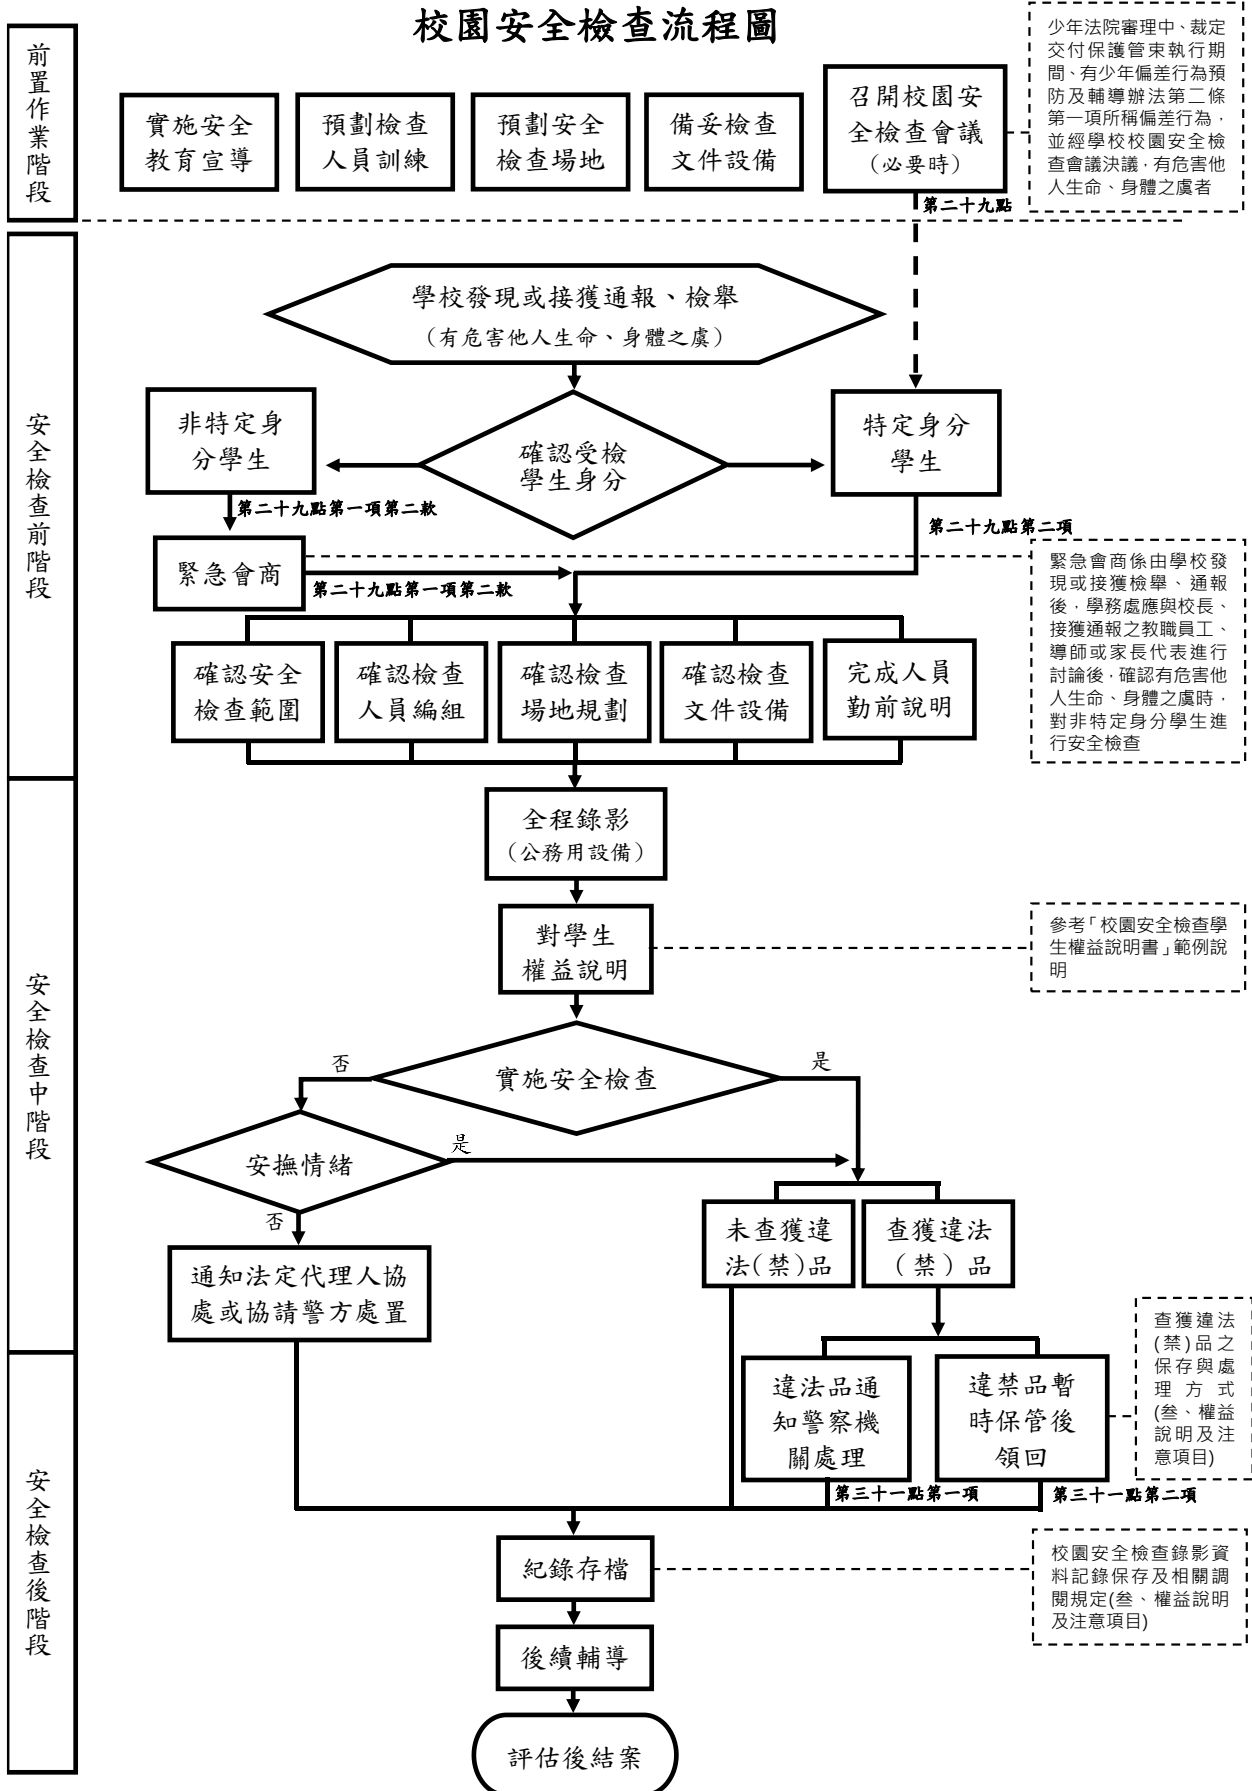 校園安全檢查流程圖
前置作業階段
實施安全
教育宣導
預劃檢查
人員訓練
預劃安全
檢查場地
備妥檢查
文件設備
召開校園安
全檢查會議
(必要時)
少年法院審理中、裁定
交付保護管束執行期
間、有少年偏差行為預
防及輔導辦法第二條
第一項所稱偏差行為，
並經學校校園安全檢
查會議決議，有危害他
人生命、身體之虞者
第二十九點
安全檢查前階段
學校發現或接獲通報、檢舉
(有危害他人生命、身體之虞)
非特定身
分學生
確認受檢
學生身分
特定身分
學生
第二十九點第一項第二款
第二十九點第二項
緊急會商
第二十九點第一項第二款
緊急會商係由學校發
現或接獲檢舉、通報
後，學務處應與校長、
接獲通報之教職員工、
導師或家長代表進行
討論後，確認有危害他
人生命、身體之虞時，
對非特定身分學生進
行安全檢查
確認安全
檢查範圍
確認檢查
人員編組
確認檢查
場地規劃
確認檢查
文件設備
完成人員
勤前說明
安全檢查中階段
全程錄影
(公務用設備)
對學生
權益說明
參考「校園安全檢查學
生權益說明書」範例說
明
實施安全檢查
否
是
安撫情緒
是
否
未查獲違
法(禁)品
查獲違法
(禁)品
通知法定代理人協
處或協請警方處置
查獲違法
(禁)品之
保存與處
理方式
(叁、權益
說明及注
意項目)
違法品通
知警察機
關處理
違禁品暫
時保管後
領回
第三十一點第一項
第三十一點第二項
安全檢查後階段
紀錄存檔
校園安全檢查錄影資
料記錄保存及相關調
閱規定(叁、權益說明
及注意項目)
後續輔導
評估後結案